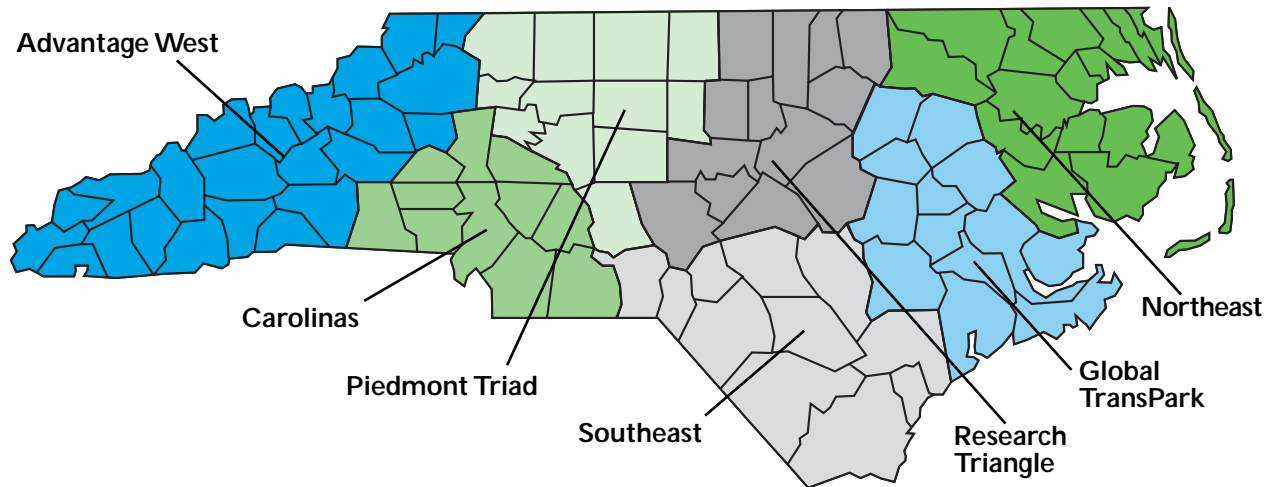 Advantage West
Carolinas
Piedmont Triad
Southeast
Research
Triangle
Global
TransPark
Northeast